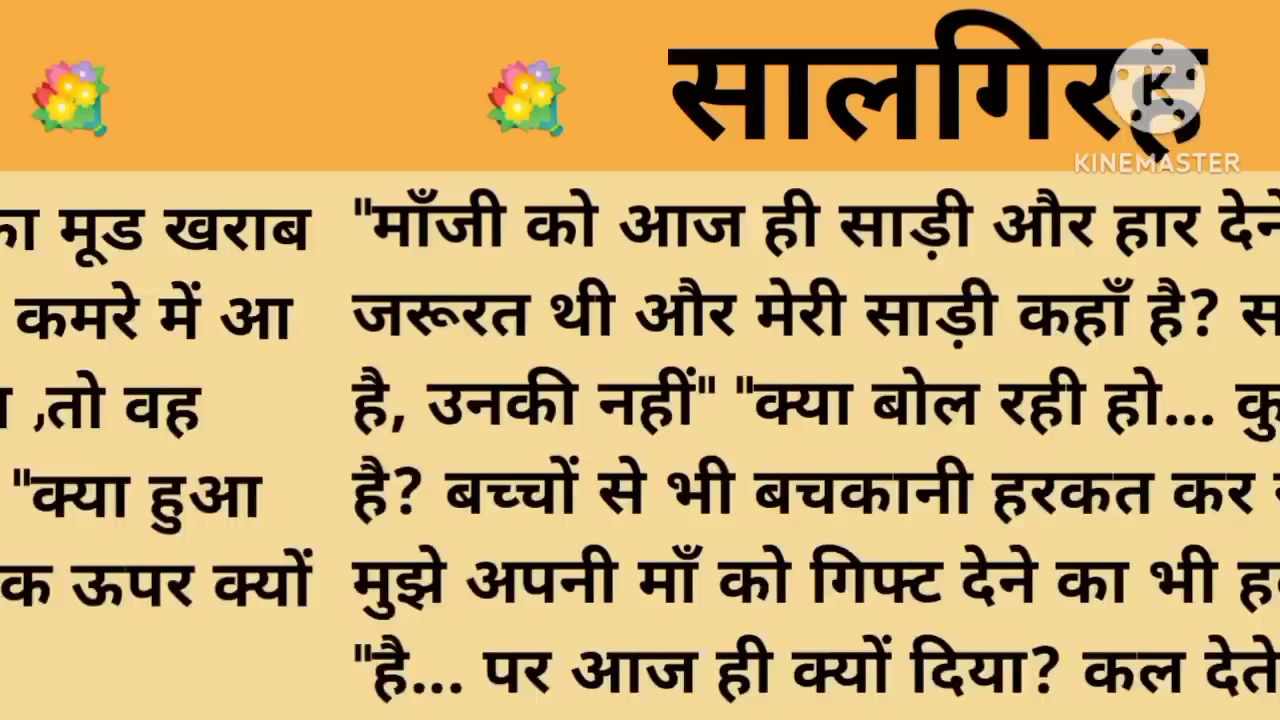 सालगिरह
KINEMASTER
का मूड खराब
कमरे में आ
,तो वह
"क्या हुआ
ऊपर क्यों
"माँजी को आज ही साड़ी और हार देने
जरूरत थी और मेरी साड़ी कहाँ है?
है, उनकी नहीं" "क्या बोल रही हो...
है? बच्चों से भी बचकानी हरकत कर
मुझे अपनी माँ को गिफ्ट देने का भी
"है... पर आज ही क्यों दिया? कल देते